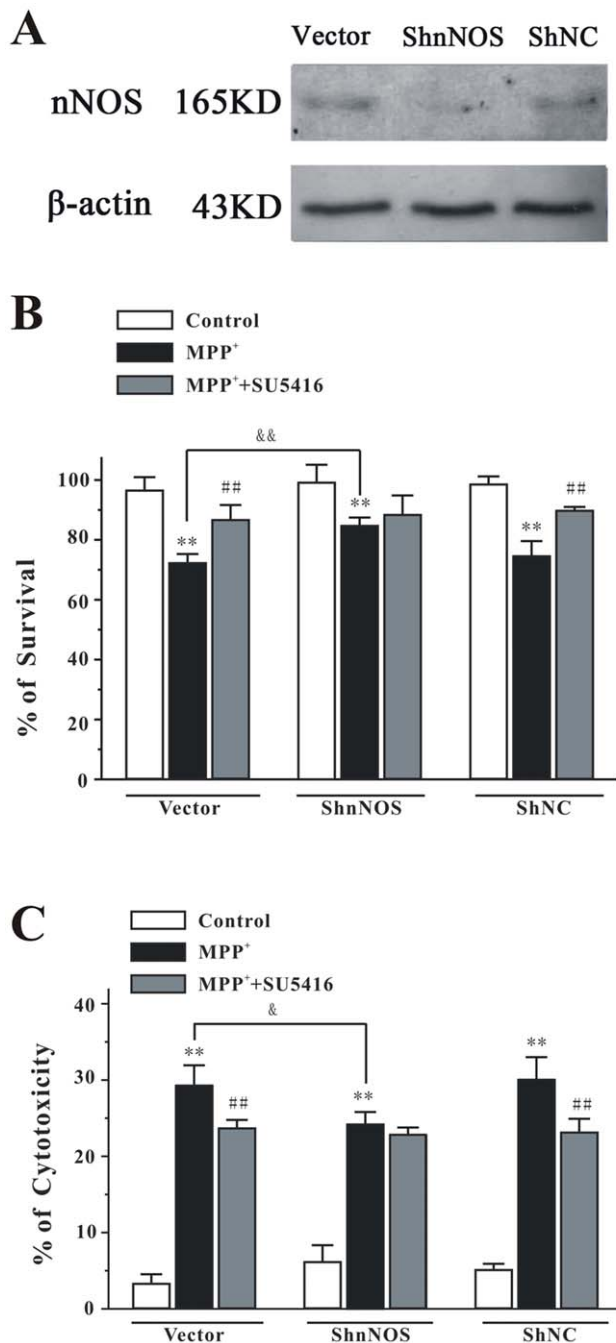 A
Vector ShnNOS ShNC
nNOS 165KD
β-actin 43KD
B
Control
MPP+
MPP++SU5416
&&
100
80
60
40
20
0
% of Survival
** ## ** ** ##
Vector ShnNOS ShNC
C
Control
MPP+
MPP++SU5416
&
40
30
20
10
0
% of Cytotoxicity
** ## ** ** ##
Vector ShnNOS ShNC